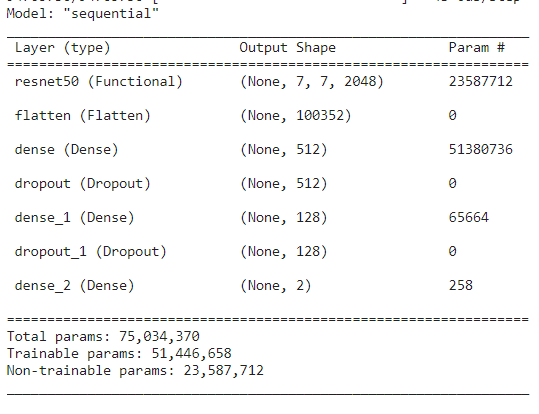 Model: "sequential"
Layer (type) Output Shape Param #
resnet50 (Functional) (None, 7, 7, 2048) 23587712
flatten (Flatten) (None, 100352) 0
dense (Dense) (None, 512) 51380736
dropout (Dropout) (None, 512) 0
dense_1 (Dense) (None, 128) 65664
dropout_1 (Dropout) (None, 128) 0
dense_2 (Dense) (None, 2) 258
Total params: 75,034,370
Trainable params: 51,446,658
Non-trainable params: 23,587,712